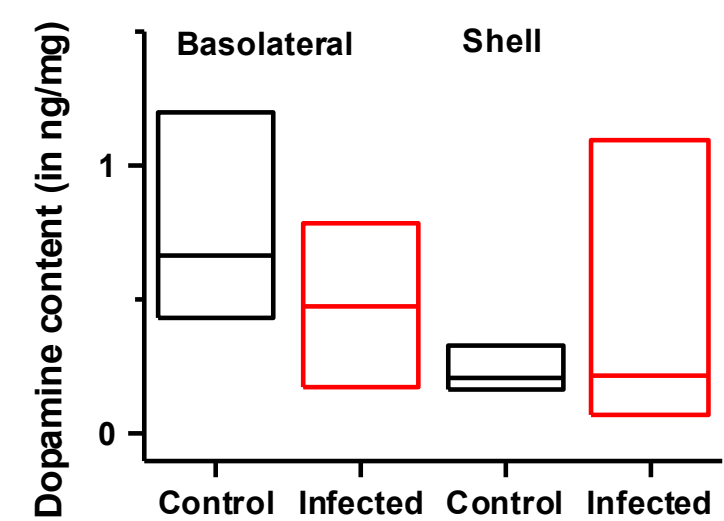 Dopamine content (in ng/mg)
Basolateral
Shell
1
0
Control Infected Control Infected